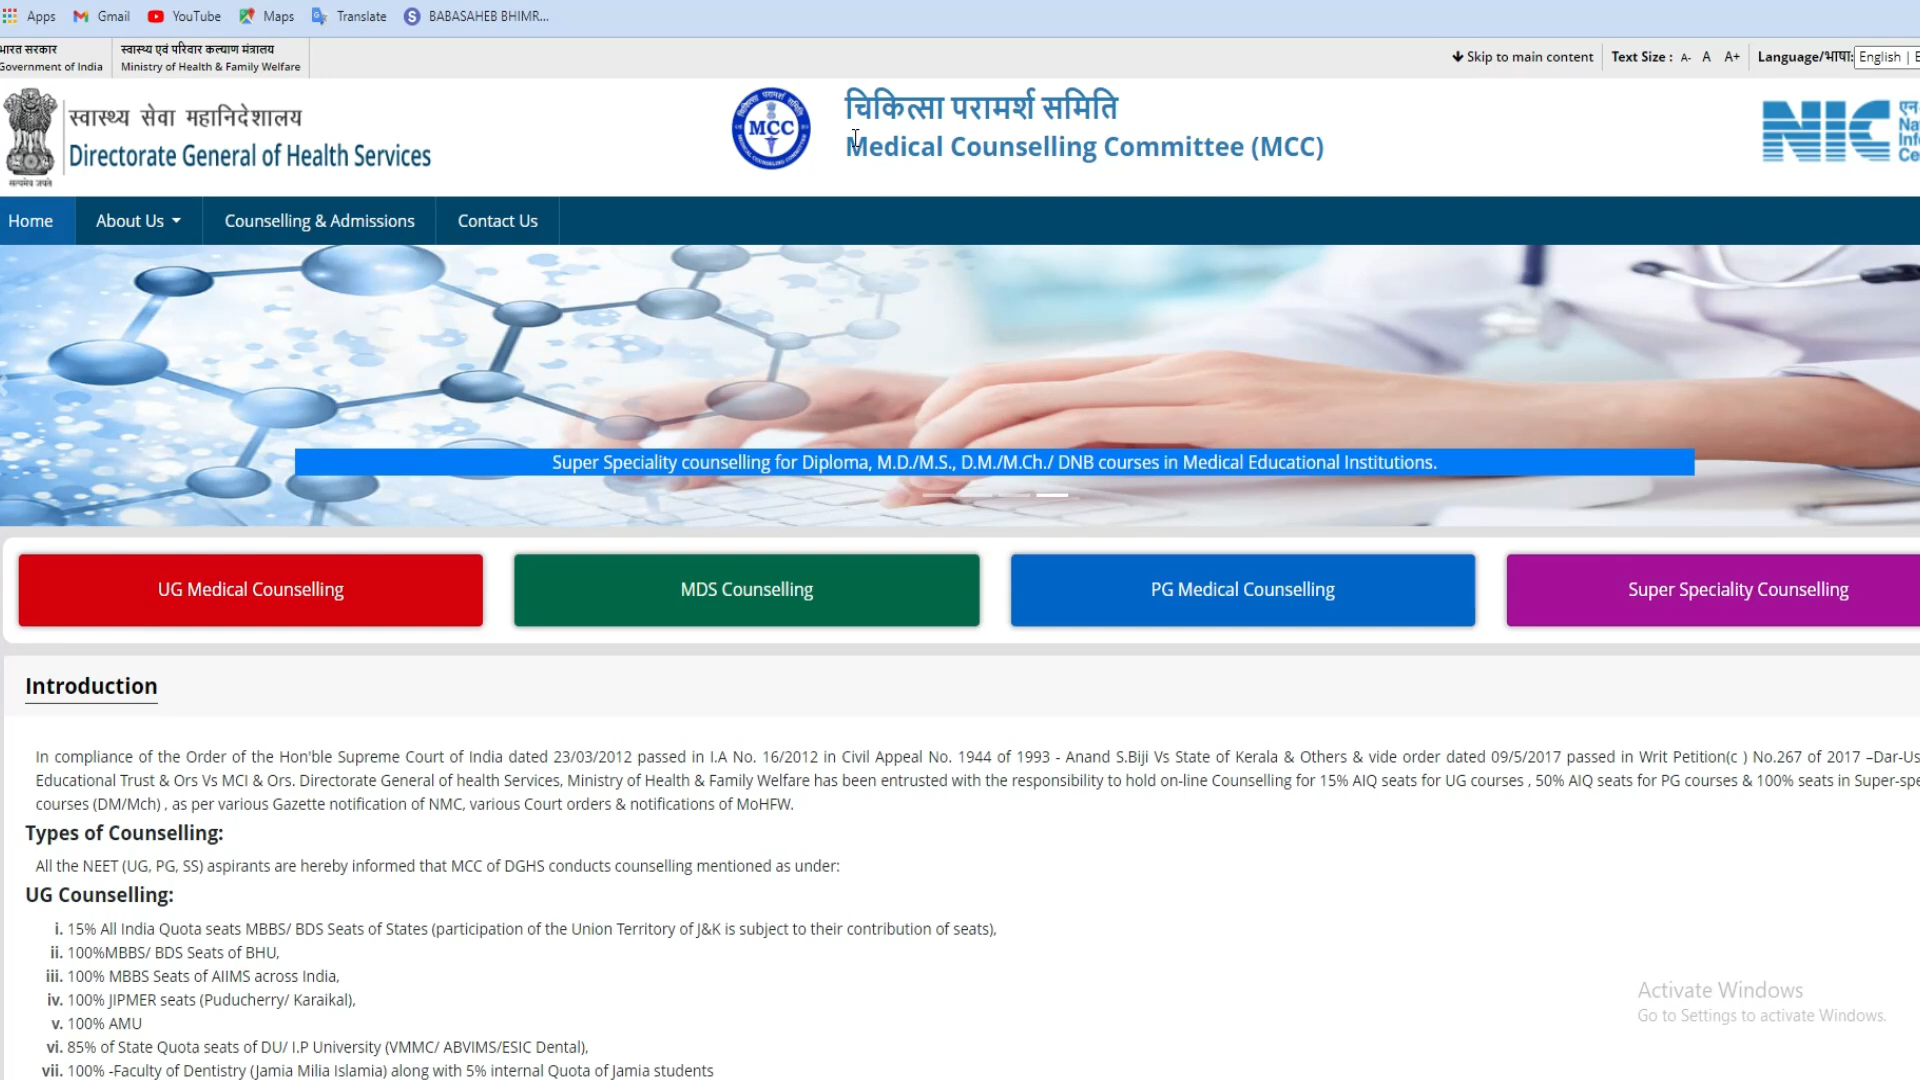 Apps Gmail YouTube Maps Translate BABASAHEB BHIMR...
भारत सरकार स्वास्थ्य एवं परिवार कल्याण मंत्रालय
Government of India Ministry of Health & Family Welfare
Skip to main content Text Size : A- A A+ Language/भाषा: English
स्वास्थ्य सेवा महानिदेशालय
Directorate General of Health Services
सत्यमेव जयते
MCC
चिकित्सा परामर्श समिति
Medical Counselling Committee (MCC)
NIC
Home About Us Counselling & Admissions Contact Us
Super Speciality counselling for Diploma, M.D./M.S., D.M./M.Ch./ DNB courses in Medical Educational Institutions.
UG Medical Counselling MDS Counselling PG Medical Counselling Super Speciality Counselling
Introduction
In compliance of the Order of the Hon'ble Supreme Court of India dated 23/03/2012 passed in I.A No. 16/2012 in Civil Appeal No. 1944 of 1993 - Anand S.Biji Vs State of Kerala & Others & vide order dated 09/5/2017 passed in Writ Petition(c ) No.267 of 2017 –Dar-Us
Educational Trust & Ors Vs MCI & Ors. Directorate General of health Services, Ministry of Health & Family Welfare has been entrusted with the responsibility to hold on-line Counselling for 15% AIQ seats for UG courses , 50% AIQ seats for PG courses & 100% seats in Super-spe
courses (DM/Mch) , as per various Gazette notification of NMC, various Court orders & notifications of MoHFW.
Types of Counselling:
All the NEET (UG, PG, SS) aspirants are hereby informed that MCC of DGHS conducts counselling mentioned as under:
UG Counselling:
i. 15% All India Quota seats MBBS/ BDS Seats of States (participation of the Union Territory of J&K is subject to their contribution of seats),
ii. 100%MBBS/ BDS Seats of BHU,
iii. 100% MBBS Seats of AIIMS across India,
iv. 100% JIPMER seats (Puducherry/ Karaikal),
v. 100% AMU
vi. 85% of State Quota seats of DU/ I.P University (VMMC/ ABVIMS/ESIC Dental),
vii. 100% -Faculty of Dentistry (Jamia Milia Islamia) along with 5% internal Quota of Jamia students
Activate Windows
Go to Settings to activate Windows.